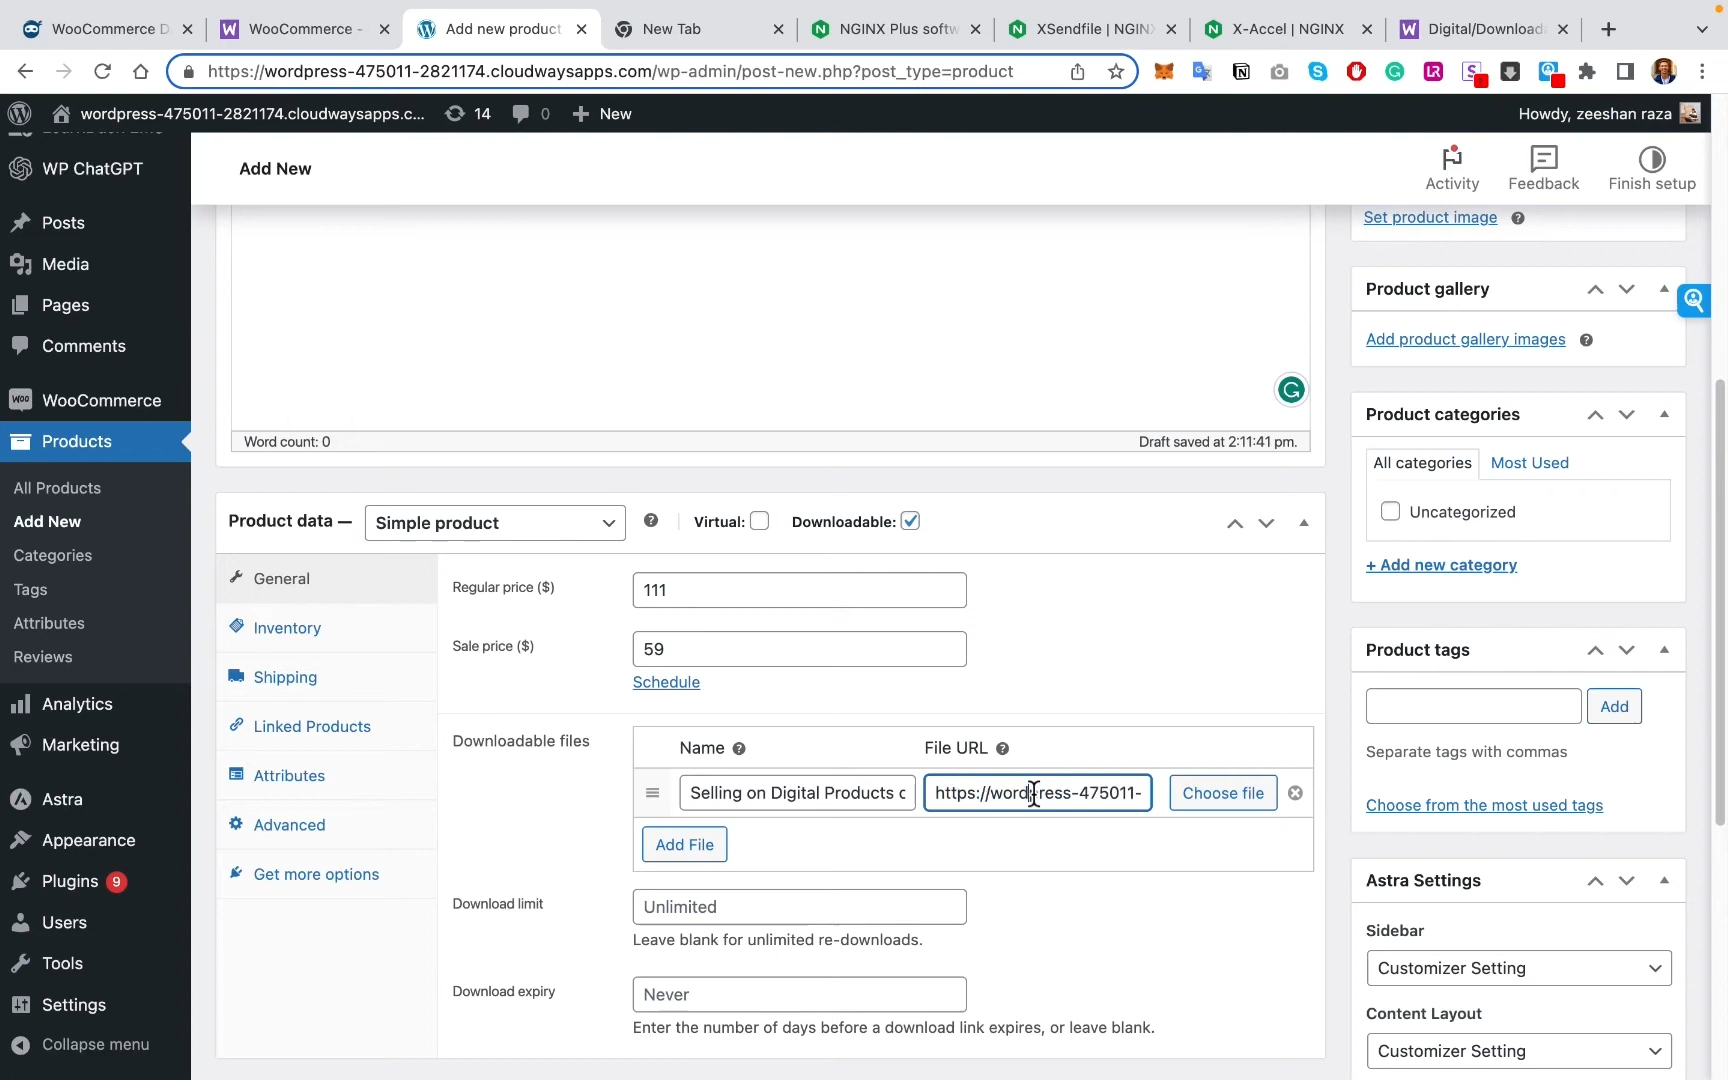 WooCommerce D
WooCommerce -
Add new product
New Tab
NGINX Plus softw
XSendfile | NGIN
X-Accel | NGINX
Digital/Download
https://wordpress-475011-2821174.cloudwaysapps.com/wp-admin/post-new.php?post_type=product
wordpress-475011-2821174.cloudwaysapps.c...
14
0
New
Howdy, zeeshan raza
WP ChatGPT
Posts
Media
Pages
Comments
WooCommerce
Products
All Products
Add New
Categories
Tags
Attributes
Reviews
Analytics
Marketing
Astra
Appearance
Plugins 9
Users
Tools
Settings
Collapse menu
Add New
Activity
Feedback
Finish setup
Word count: 0
Draft saved at 2:11:41 pm.
Product data —
Simple product
Virtual:
Downloadable:
General
Inventory
Shipping
Linked Products
Attributes
Advanced
Get more options
Regular price ($)
111
Sale price ($)
59
Schedule
Downloadable files
Name
File URL
Selling on Digital Products c
https://wordpress-475011-
Choose file
Add File
Download limit
Unlimited
Leave blank for unlimited re-downloads.
Download expiry
Never
Enter the number of days before a download link expires, or leave blank.
Set product image
Product gallery
Add product gallery images
Product categories
All categories
Most Used
Uncategorized
+ Add new category
Product tags
Add
Separate tags with commas
Choose from the most used tags
Astra Settings
Sidebar
Customizer Setting
Content Layout
Customizer Setting